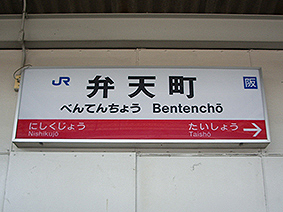 JR 弁天町 阪
べんてんちょう Bentenchō
にしくじょう たいしょう
Nishikujō Taishō